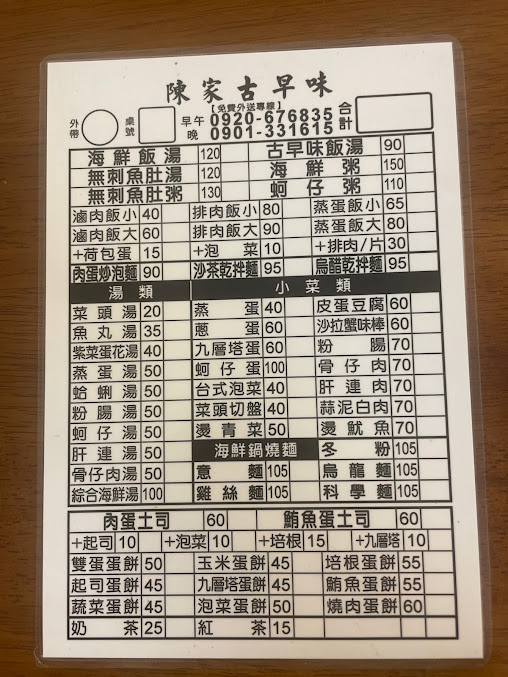 陳家古早味
【免費外送專線】
外帶 桌號 早午 0920-676835 合計
晚 0901-331615
海鮮飯湯 120 古早味飯湯 90
無刺魚肚湯 120 海鮮粥 150
無刺魚肚粥 130 蚵仔粥 110
滷肉飯小 40 排肉飯小 80 蒸蛋飯小 65
滷肉飯大 60 排肉飯大 90 蒸蛋飯大 80
+荷包蛋 15 +泡菜 10 +排肉/片 30
肉蛋炒泡麵 90 沙茶乾拌麵 95 烏醋乾拌麵 95
湯類 小菜類
菜頭湯 20 蒸蛋 40 皮蛋豆腐 60
魚丸湯 35 蔥蛋 60 沙拉蟹味棒 60
紫菜蛋花湯 40 九層塔蛋 60 粉腸 70
蒸蛋湯 50 蚵仔蛋 100 骨仔肉 70
蛤蜊湯 50 台式泡菜 40 肝連肉 70
粉腸湯 50 菜頭切盤 40 蒜泥白肉 70
蚵仔湯 50 燙青菜 50 燙魷魚 70
肝連湯 50 海鮮鍋燒麵 冬粉 105
骨仔肉湯 50 意麵 105 烏龍麵 105
綜合海鮮湯 100 雞絲麵 105 科學麵 105
肉蛋土司 60 鮪魚蛋土司 60
+起司 10 +泡菜 10 +培根 15 +九層塔 10
雙蛋蛋餅 50 玉米蛋餅 45 培根蛋餅 55
起司蛋餅 45 九層塔蛋餅 45 鮪魚蛋餅 55
蔬菜蛋餅 45 泡菜蛋餅 50 燒肉蛋餅 60
奶茶 25 紅茶 15